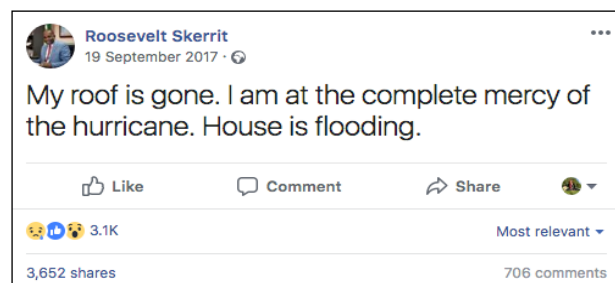 Roosevelt Skerrit
19 September 2017 ·
My roof is gone. I am at the complete mercy of
the hurricane. House is flooding.
Like Comment Share
3.1K Most relevant
3,652 shares 706 comments